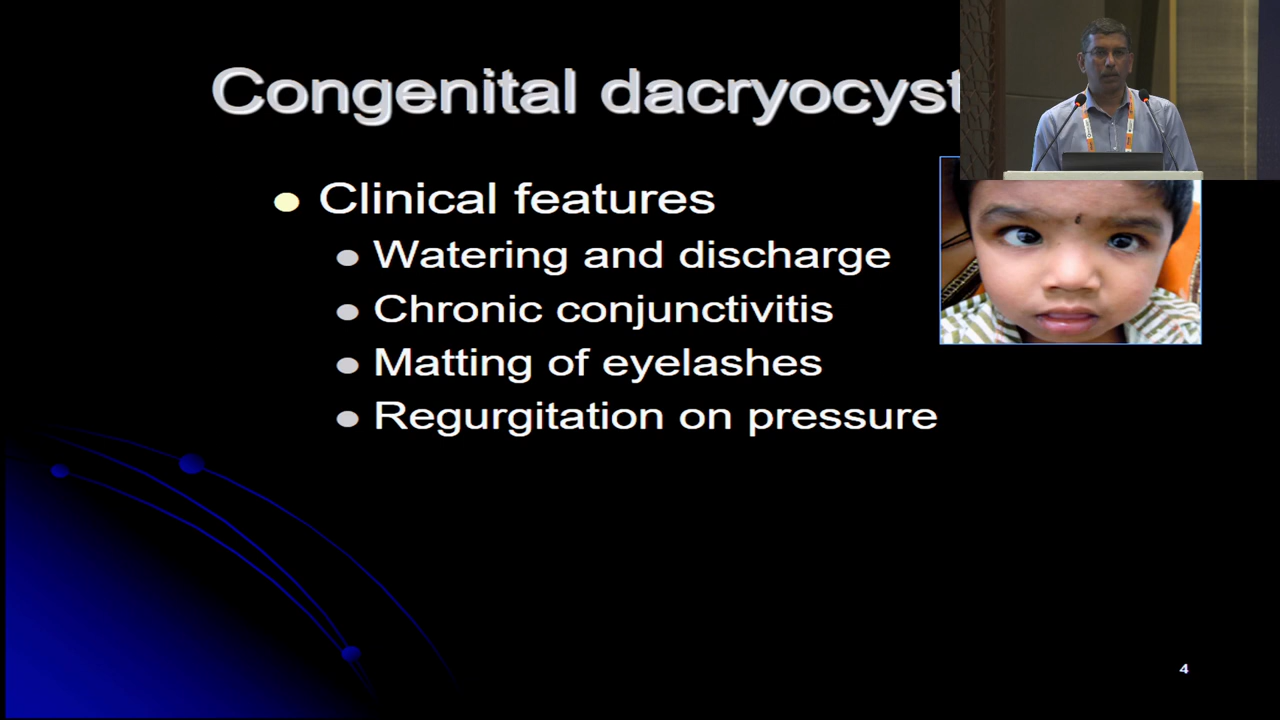 Congenital dacryocyst
Clinical features
Watering and discharge
Chronic conjunctivitis
Matting of eyelashes
Regurgitation on pressure
4